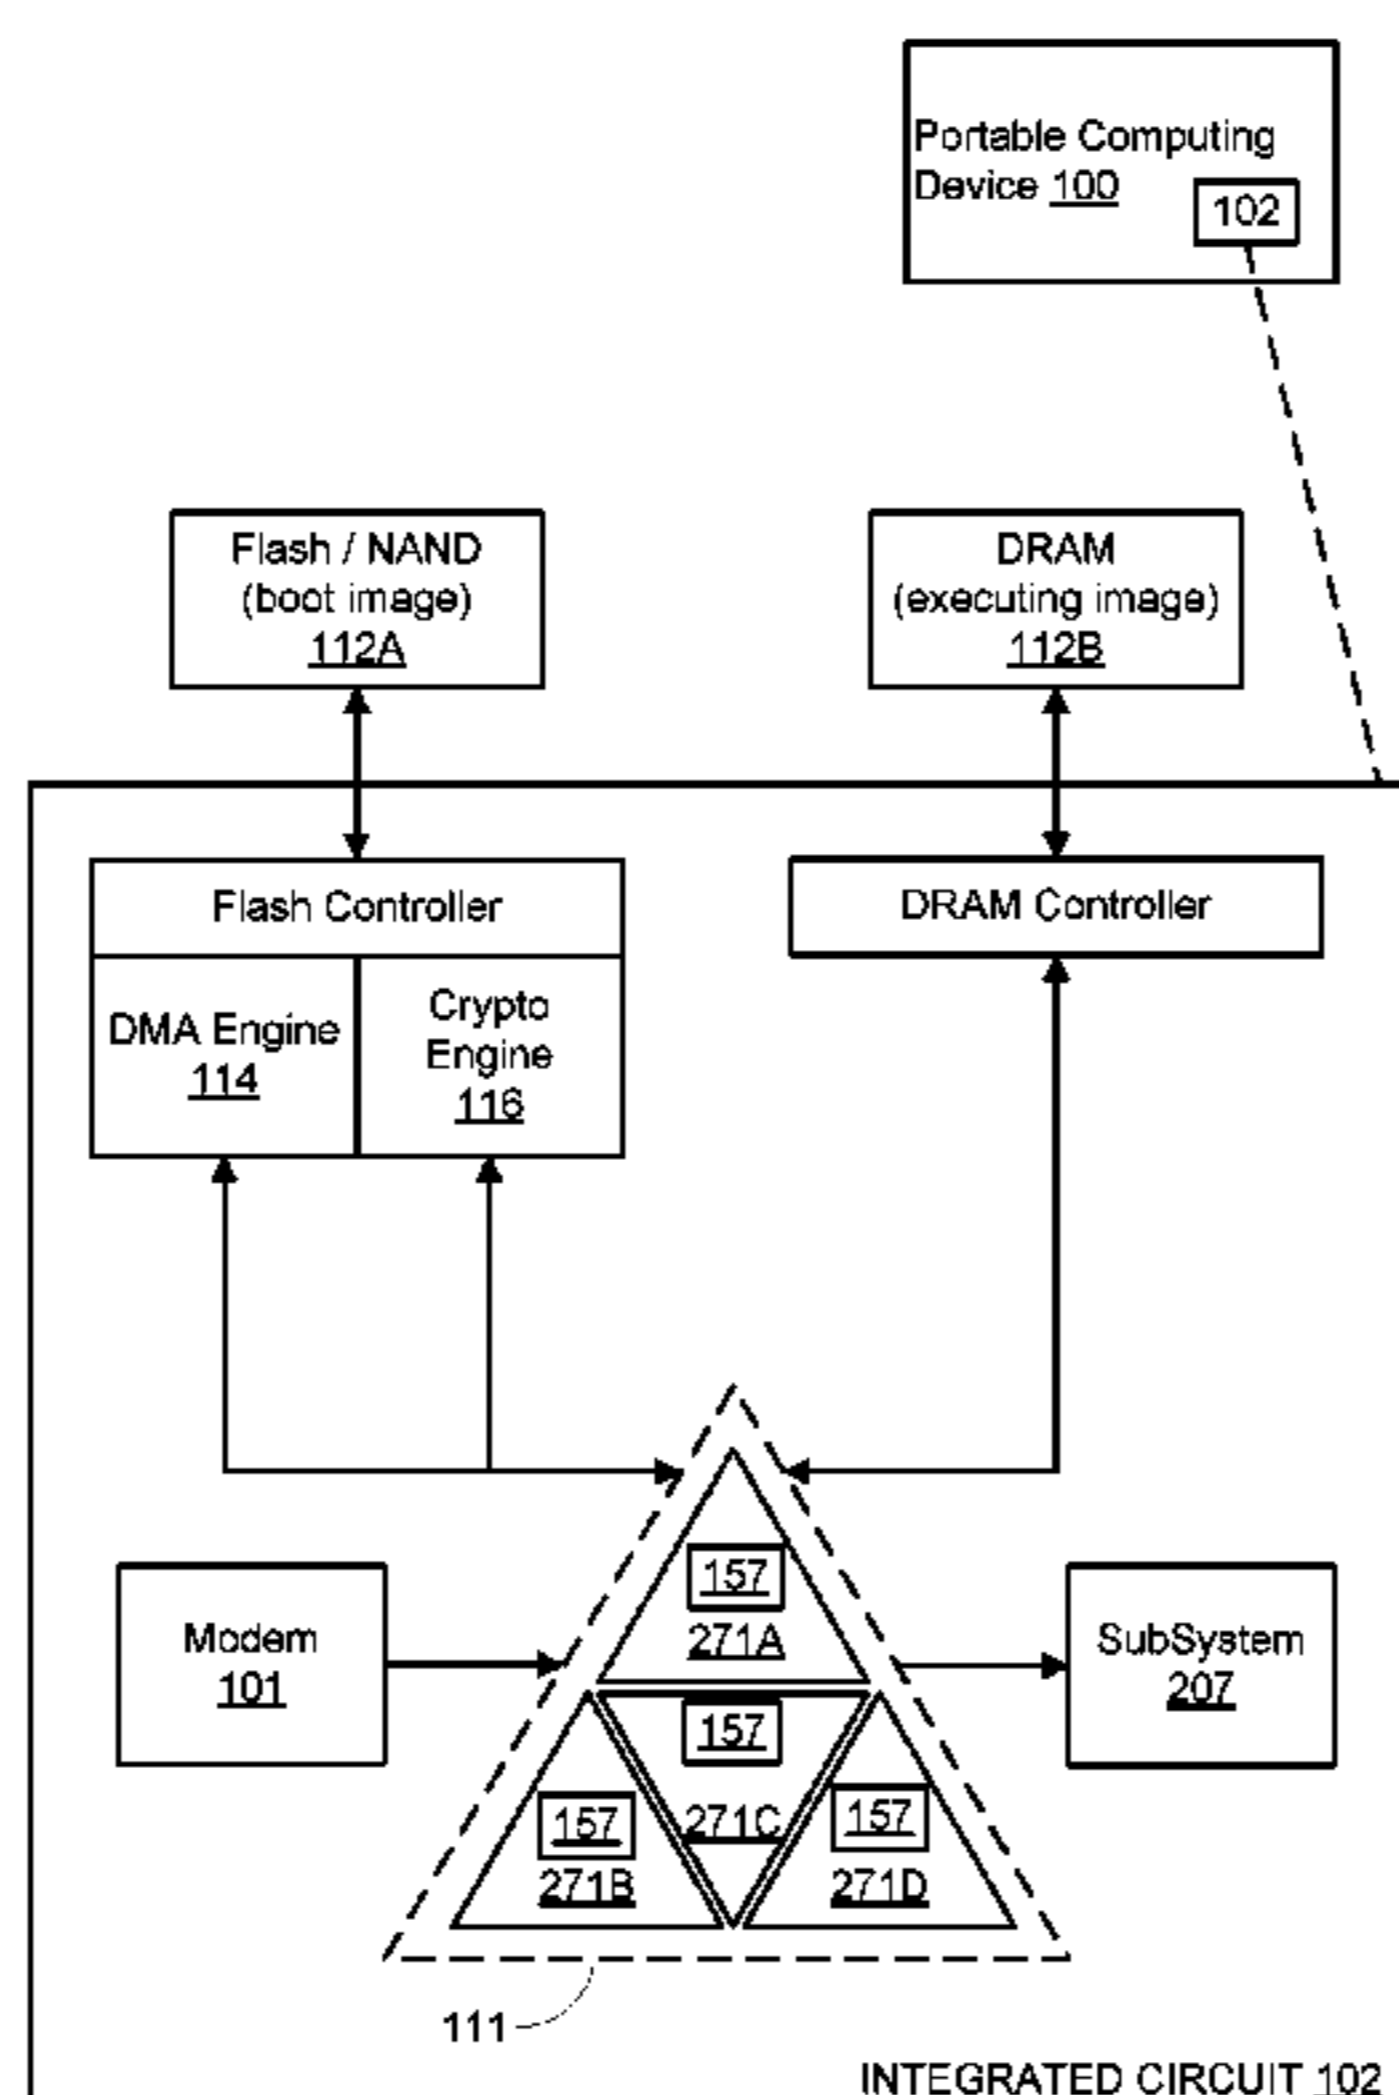 Portable Computing
Device 100
102
Flash / NAND
(boot image)
112A
DRAM
(executing image)
112B
Flash Controller
DRAM Controller
DMA Engine
114
Crypto
Engine
116
157
271A
Modem
101
SubSystem
207
157
271C
157
271B
157
271D
111
INTEGRATED CIRCUIT 102